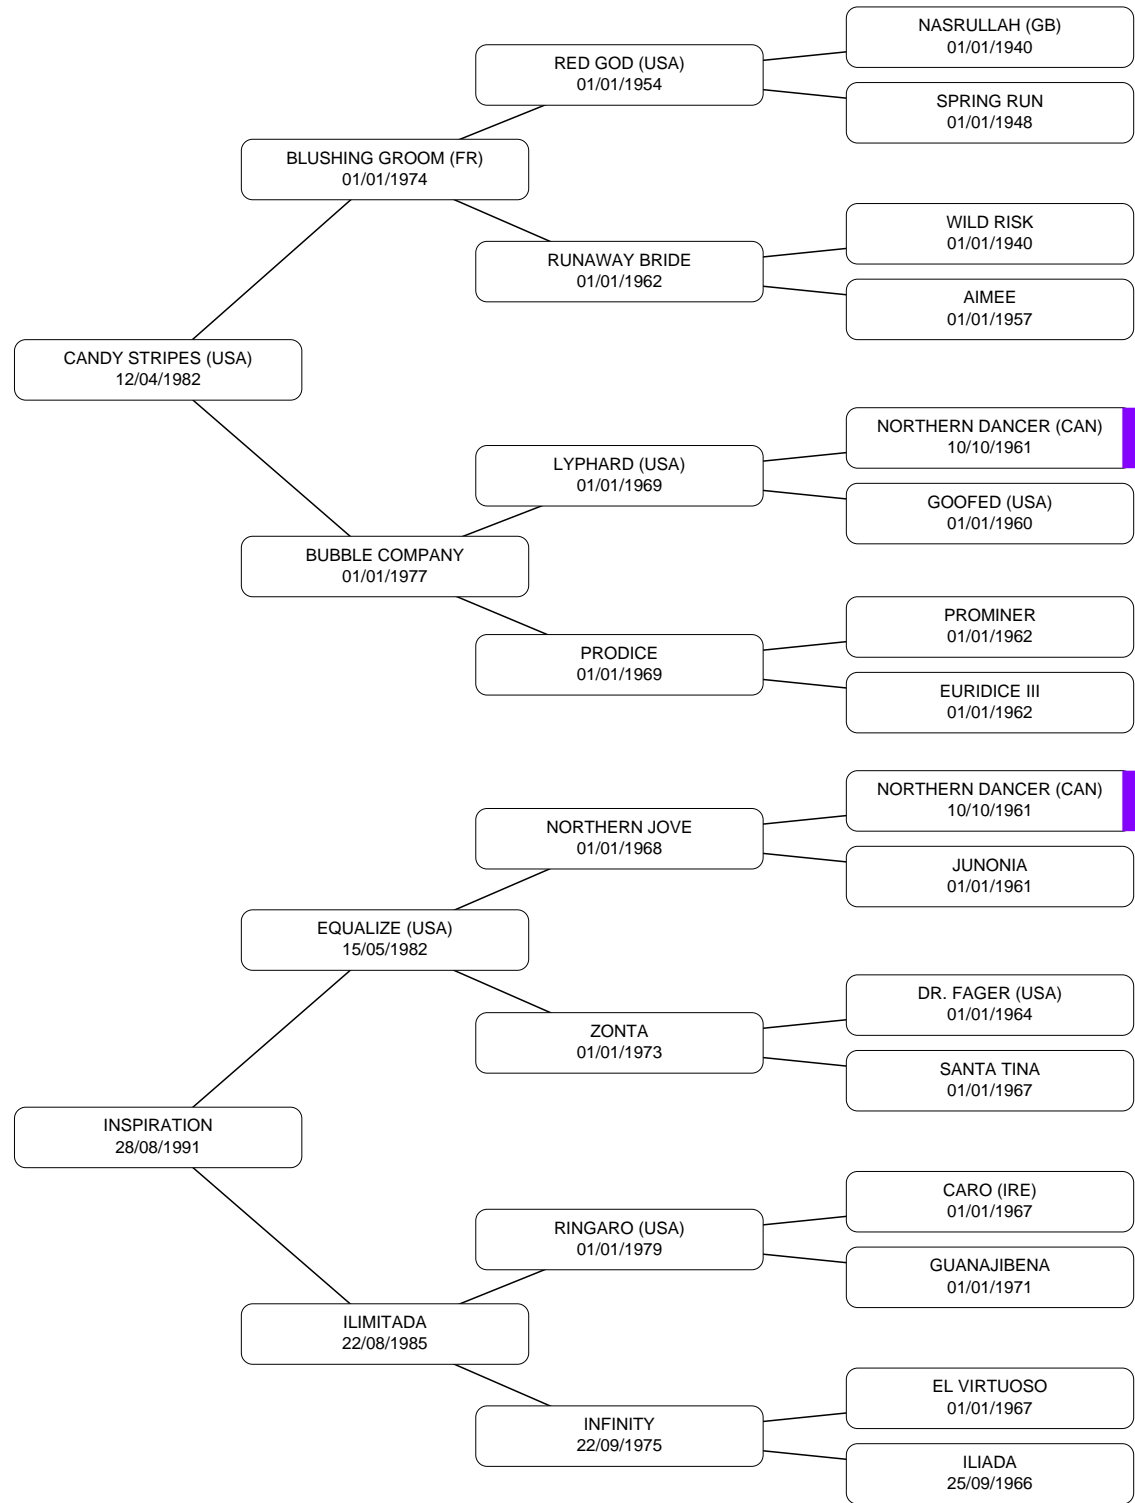 NASRULLAH (GB)
01/01/1940
RED GOD (USA)
01/01/1954
SPRING RUN
01/01/1948
BLUSHING GROOM (FR)
01/01/1974
WILD RISK
01/01/1940
RUNAWAY BRIDE
01/01/1962
AIMEE
01/01/1957
CANDY STRIPES (USA)
12/04/1982
NORTHERN DANCER (CAN)
10/10/1961
LYPHARD (USA)
01/01/1969
GOOFED (USA)
01/01/1960
BUBBLE COMPANY
01/01/1977
PROMINER
01/01/1962
PRODICE
01/01/1969
EURIDICE III
01/01/1962
NORTHERN DANCER (CAN)
10/10/1961
NORTHERN JOVE
01/01/1968
JUNONIA
01/01/1961
EQUALIZE (USA)
15/05/1982
DR. FAGER (USA)
01/01/1964
ZONTA
01/01/1973
SANTA TINA
01/01/1967
INSPIRATION
28/08/1991
CARO (IRE)
01/01/1967
RINGARO (USA)
01/01/1979
GUANAJIBENA
01/01/1971
ILIMITADA
22/08/1985
EL VIRTUOSO
01/01/1967
INFINITY
22/09/1975
ILIADA
25/09/1966